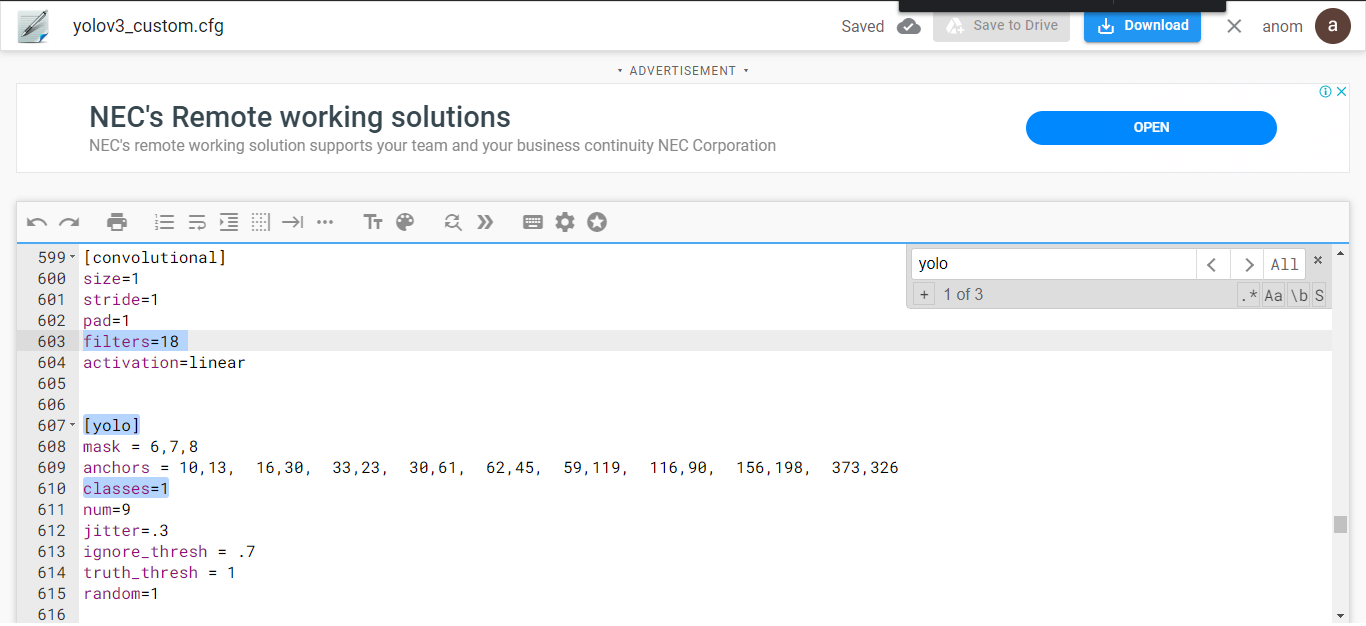 yolov3_custom.cfg
Saved
Save to Drive
Download
anom
a
ADVERTISEMENT
NEC's Remote working solutions
NEC's remote working solution supports your team and your business continuity NEC Corporation
OPEN
yolo
All
+ 1 of 3
.* Aa \b S
599 [convolutional]
600 size=1
601 stride=1
602 pad=1
603 filters=18
604 activation=linear
605
606
607 [yolo]
608 mask = 6,7,8
609 anchors = 10,13, 16,30, 33,23, 30,61, 62,45, 59,119, 116,90, 156,198, 373,326
610 classes=1
611 num=9
612 jitter=.3
613 ignore_thresh = .7
614 truth_thresh = 1
615 random=1
616